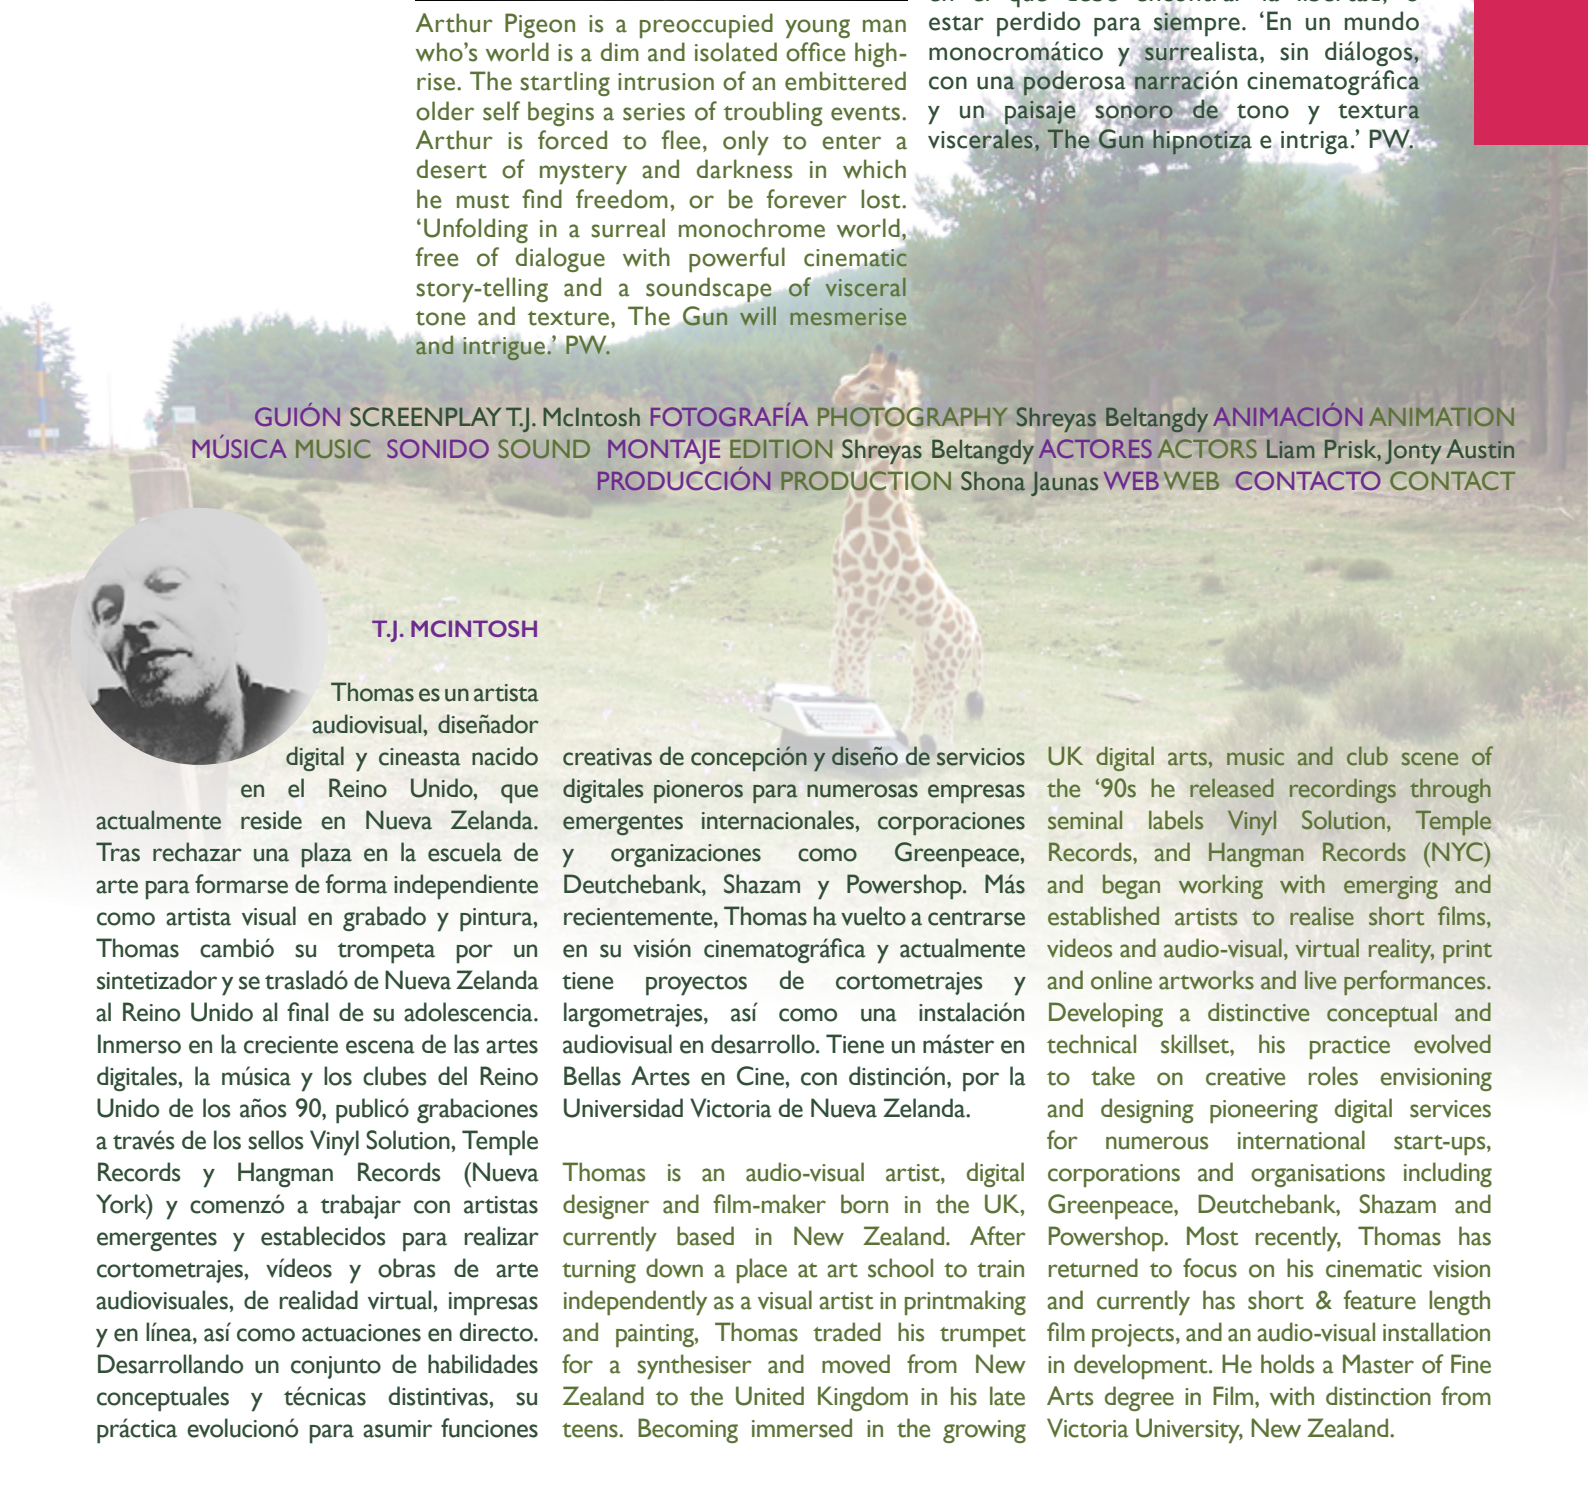 Arthur Pigeon is a preoccupied young man
who’s world is a dim and isolated office high-
rise. The startling intrusion of an embittered
older self begins a series of troubling events.
Arthur is forced to flee, only to enter a
desert of mystery and darkness in which
he must find freedom, or be forever lost.
‘Unfolding in a surreal monochrome world,
free of dialogue with powerful cinematic
story-telling and a soundscape of visceral
tone and texture, The Gun will mesmerise
and intrigue.’ PW.
estar perdido para siempre. ‘En un mundo
monocromático y surrealista, sin diálogos,
con una poderosa narración cinematográfica
y un paisaje sonoro de tono y textura
viscerales, The Gun hipnotiza e intriga.’ PW.
GUIÓN SCREENPLAY T.J. McIntosh FOTOGRAFÍA PHOTOGRAPHY Shreyas Beltangdy ANIMACIÓN ANIMATION
MÚSICA MUSIC SONIDO SOUND MONTAJE EDITION Shreyas Beltangdy ACTORES ACTORS Liam Prisk, Jonty Austin
PRODUCCIÓN PRODUCTION Shona Jaunas WEB WEB CONTACTO CONTACT
T.J. MCINTOSH
Thomas es un artista
audiovisual, diseñador
digital y cineasta nacido
en el Reino Unido, que
actualmente reside en Nueva Zelanda.
Tras rechazar una plaza en la escuela de
arte para formarse de forma independiente
como artista visual en grabado y pintura,
Thomas cambió su trompeta por un
sintetizador y se trasladó de Nueva Zelanda
al Reino Unido al final de su adolescencia.
Inmerso en la creciente escena de las artes
digitales, la música y los clubes del Reino
Unido de los años 90, publicó grabaciones
a través de los sellos Vinyl Solution, Temple
Records y Hangman Records (Nueva
York) y comenzó a trabajar con artistas
emergentes y establecidos para realizar
cortometrajes, vídeos y obras de arte
audiovisuales, de realidad virtual, impresas
y en línea, así como actuaciones en directo.
Desarrollando un conjunto de habilidades
conceptuales y técnicas distintivas, su
práctica evolucionó para asumir funciones
creativas de concepción y diseño de servicios
digitales pioneros para numerosas empresas
emergentes internacionales, corporaciones
y organizaciones como Greenpeace,
Deutchebank, Shazam y Powershop. Más
recientemente, Thomas ha vuelto a centrarse
en su visión cinematográfica y actualmente
tiene proyectos de cortometrajes y
largometrajes, así como una instalación
audiovisual en desarrollo. Tiene un máster en
Bellas Artes en Cine, con distinción, por la
Universidad Victoria de Nueva Zelanda.
Thomas is an audio-visual artist, digital
designer and film-maker born in the UK,
currently based in New Zealand. After
turning down a place at art school to train
independently as a visual artist in printmaking
and painting, Thomas traded his trumpet
for a synthesiser and moved from New
Zealand to the United Kingdom in his late
teens. Becoming immersed in the growing
UK digital arts, music and club scene of
the ‘90s he released recordings through
seminal labels Vinyl Solution, Temple
Records, and Hangman Records (NYC)
and began working with emerging and
established artists to realise short films,
videos and audio-visual, virtual reality, print
and online artworks and live performances.
Developing a distinctive conceptual and
technical skillset, his practice evolved
to take on creative roles envisioning
and designing pioneering digital services
for numerous international start-ups,
corporations and organisations including
Greenpeace, Deutchebank, Shazam and
Powershop. Most recently, Thomas has
returned to focus on his cinematic vision
and currently has short & feature length
film projects, and an audio-visual installation
in development. He holds a Master of Fine
Arts degree in Film, with distinction from
Victoria University, New Zealand.